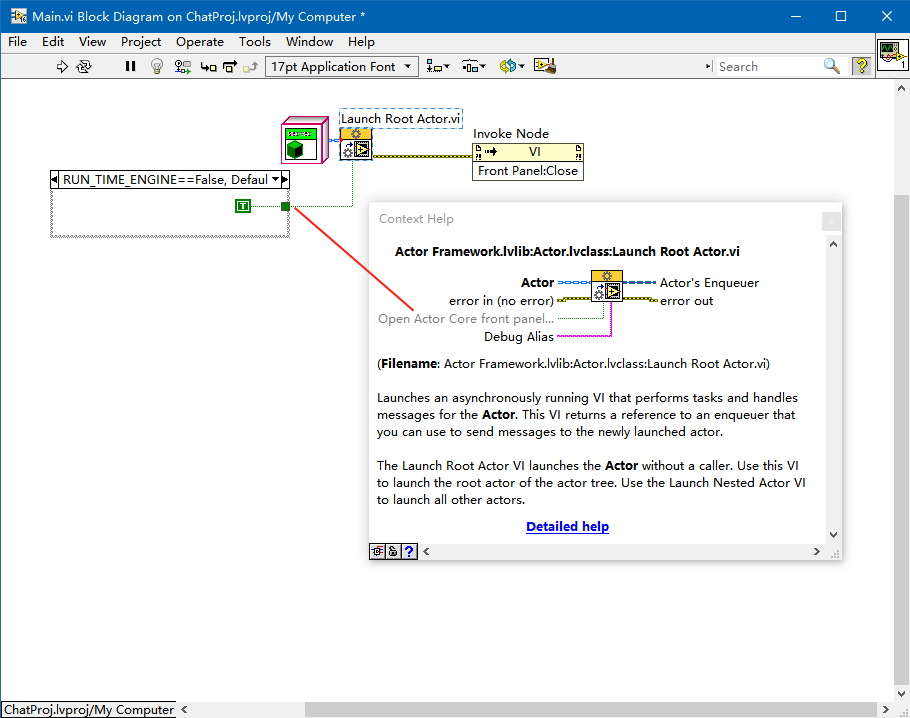 Main.vi Block Diagram on ChatProj.lvproj/My Computer *
File Edit View Project Operate Tools Window Help
17pt Application Font
Search
?
1
Launch Root Actor.vi
Invoke Node
VI
Front Panel:Close
RUN_TIME_ENGINE==False, Defaul
T
Context Help
Actor Framework.lvlib:Actor.lvclass:Launch Root Actor.vi
Actor
Actor's Enqueuer
error in (no error)
error out
Open Actor Core front panel...
Debug Alias
(Filename: Actor Framework.lvlib:Actor.lvclass:Launch Root Actor.vi)
Launches an asynchronously running VI that performs tasks and handles
messages for the Actor. This VI returns a reference to an enqueuer that
you can use to send messages to the newly launched actor.
The Launch Root Actor VI launches the Actor without a caller. Use this VI
to launch the root actor of the actor tree. Use the Launch Nested Actor VI
to launch all other actors.
Detailed help
?
ChatProj.lvproj/My Computer